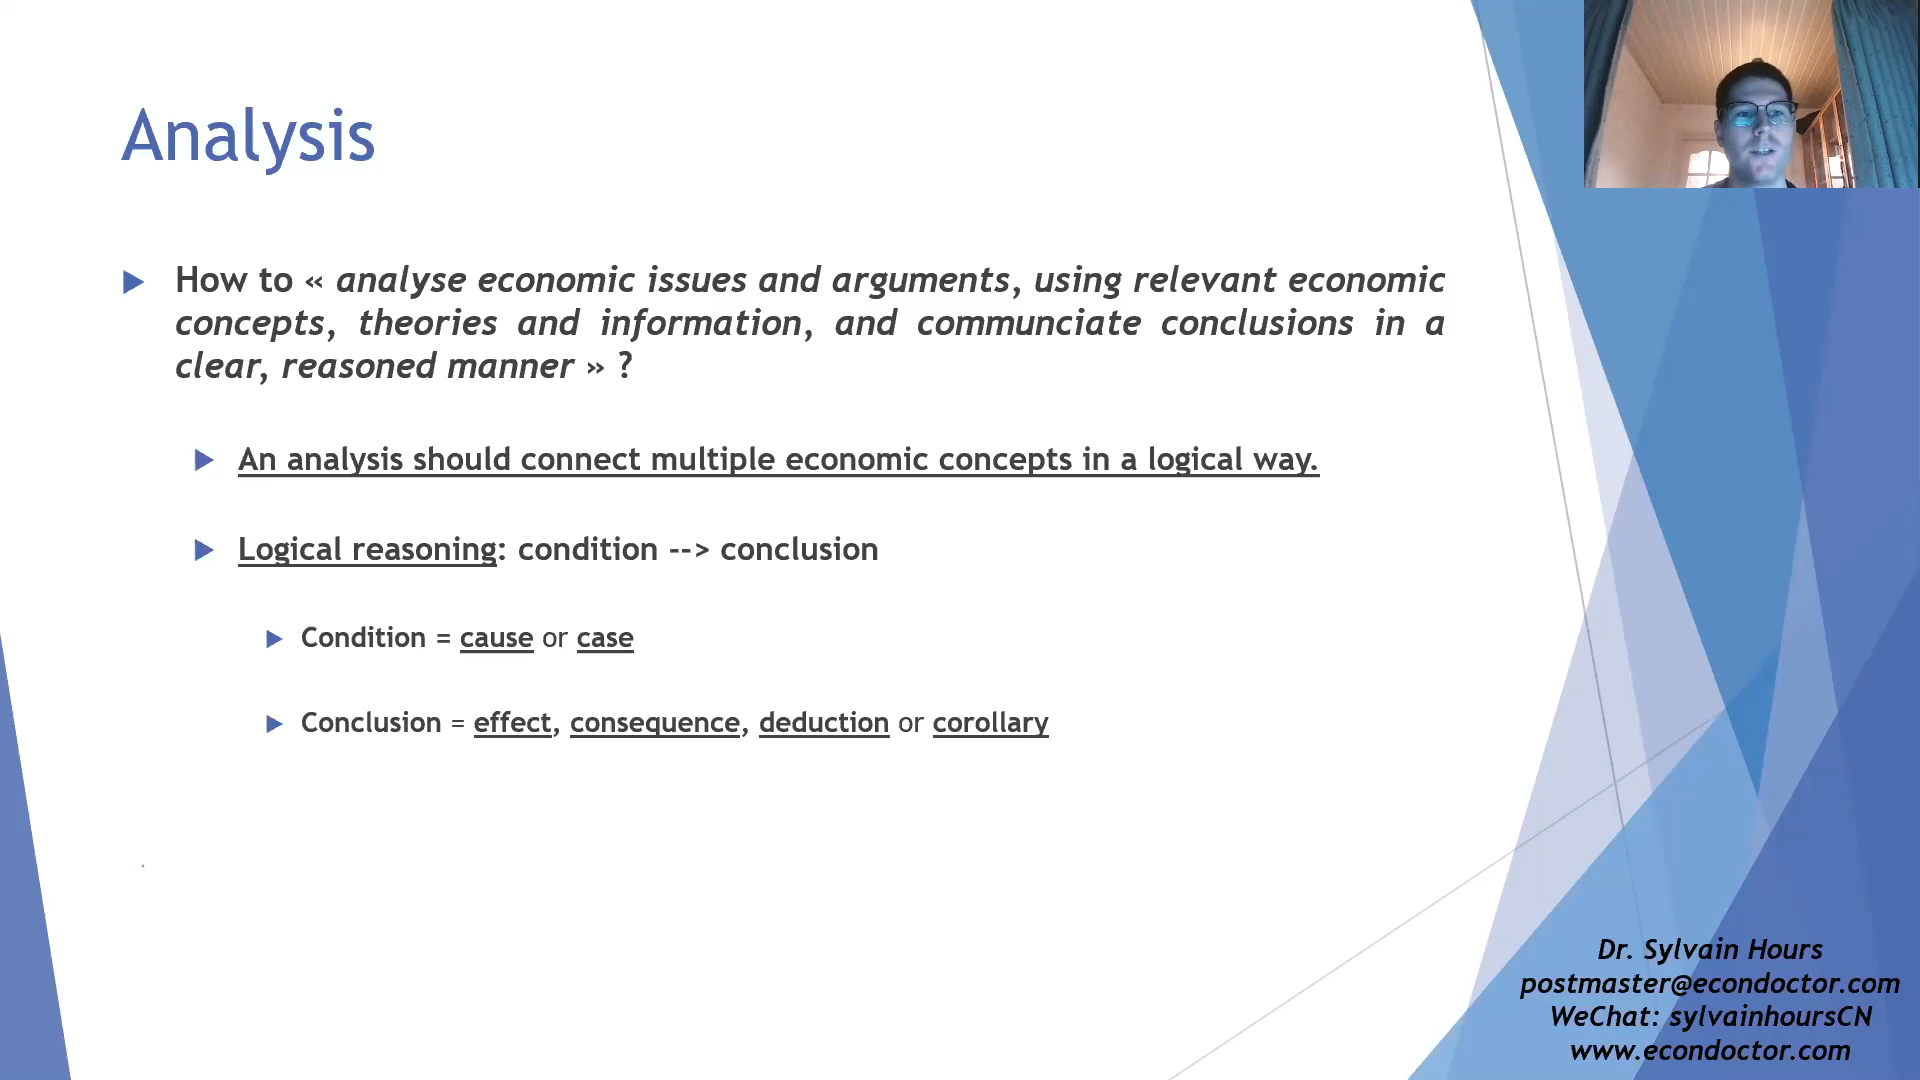 Analysis
How to « analyse economic issues and arguments, using relevant economic
concepts, theories and information, and communciate conclusions in a
clear, reasoned manner » ?
An analysis should connect multiple economic concepts in a logical way.
Logical reasoning: condition --> conclusion
Condition = cause or case
Conclusion = effect, consequence, deduction or corollary
Dr. Sylvain Hours
postmaster@econdoctor.com
WeChat: sylvainhoursCN
www.econdoctor.com